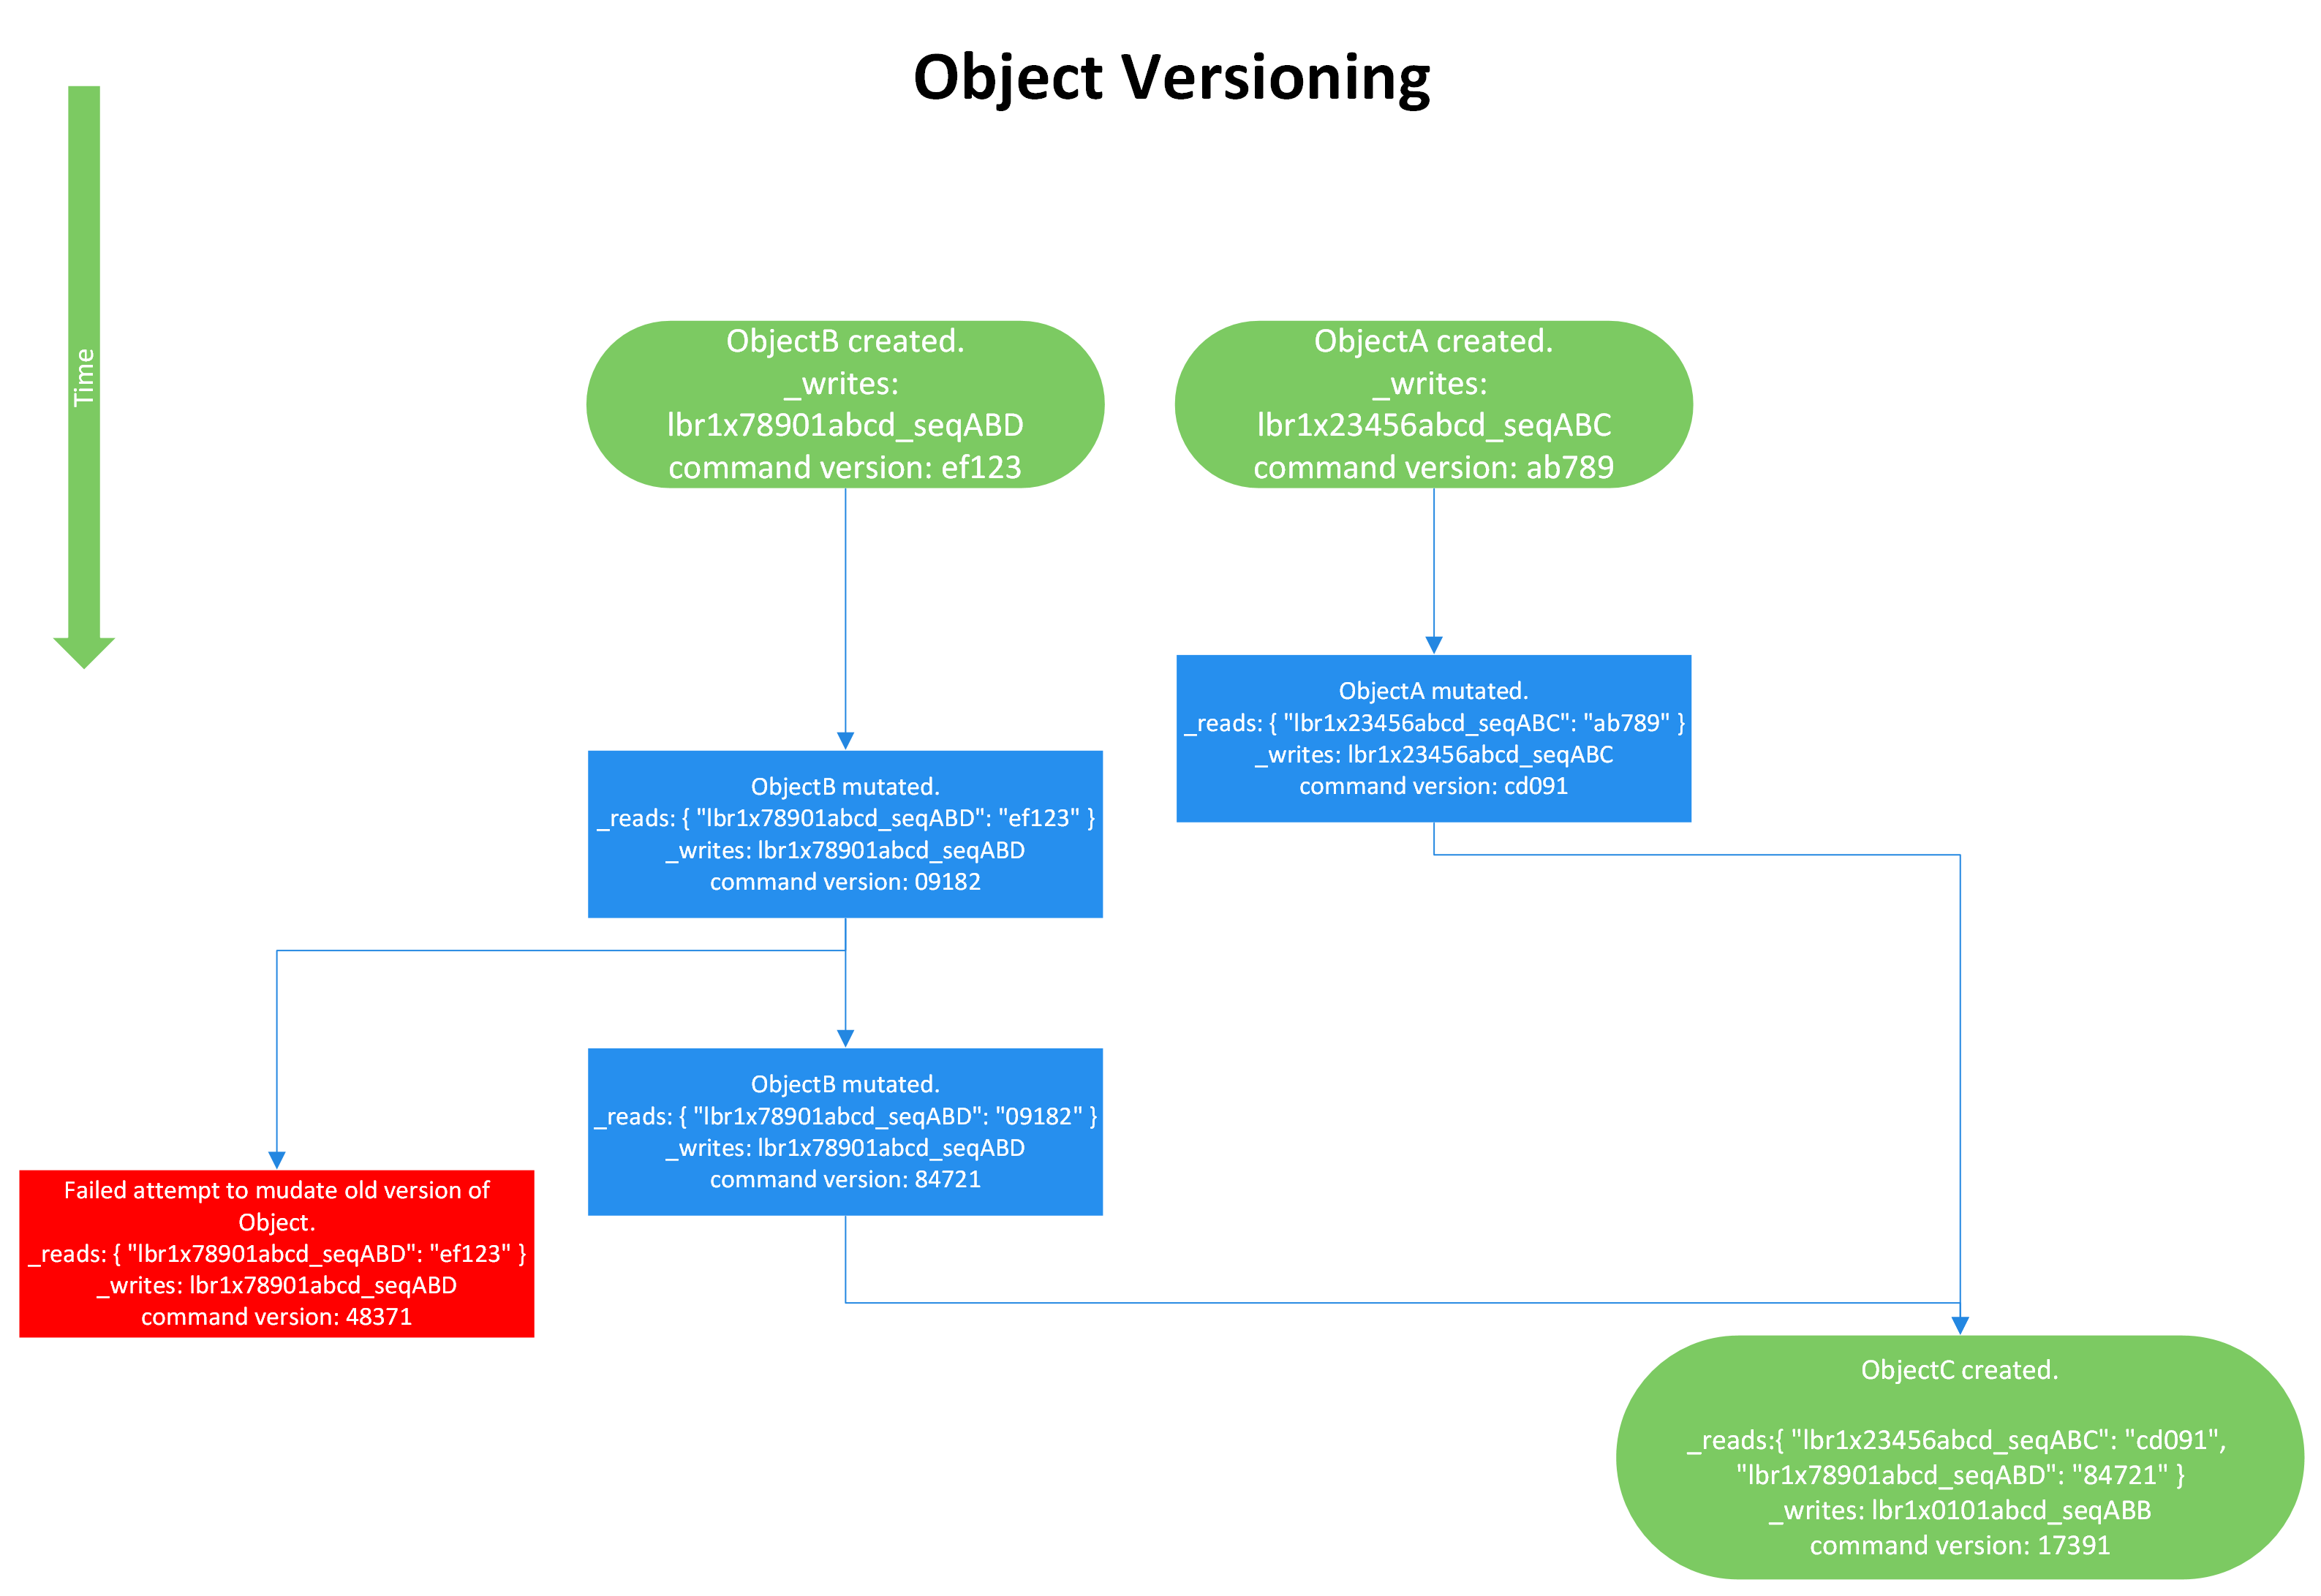 Object Versioning
Time
ObjectB created.
_writes:
lbr1x78901abcd_seqABD
command version: ef123
ObjectA created.
_writes:
lbr1x23456abcd_seqABC
command version: ab789
ObjectA mutated.
_reads: { "lbr1x23456abcd_seqABC": "ab789" }
_writes: lbr1x23456abcd_seqABC
command version: cd091
ObjectB mutated.
_reads: { "lbr1x78901abcd_seqABD": "ef123" }
_writes: lbr1x78901abcd_seqABD
command version: 09182
ObjectB mutated.
_reads: { "lbr1x78901abcd_seqABD": "09182" }
_writes: lbr1x78901abcd_seqABD
command version: 84721
Failed attempt to mudate old version of
Object.
_reads: { "lbr1x78901abcd_seqABD": "ef123" }
_writes: lbr1x78901abcd_seqABD
command version: 48371
ObjectC created.
_reads:{ "lbr1x23456abcd_seqABC": "cd091",
"lbr1x78901abcd_seqABD": "84721" }
_writes: lbr1x0101abcd_seqABB
command version: 17391